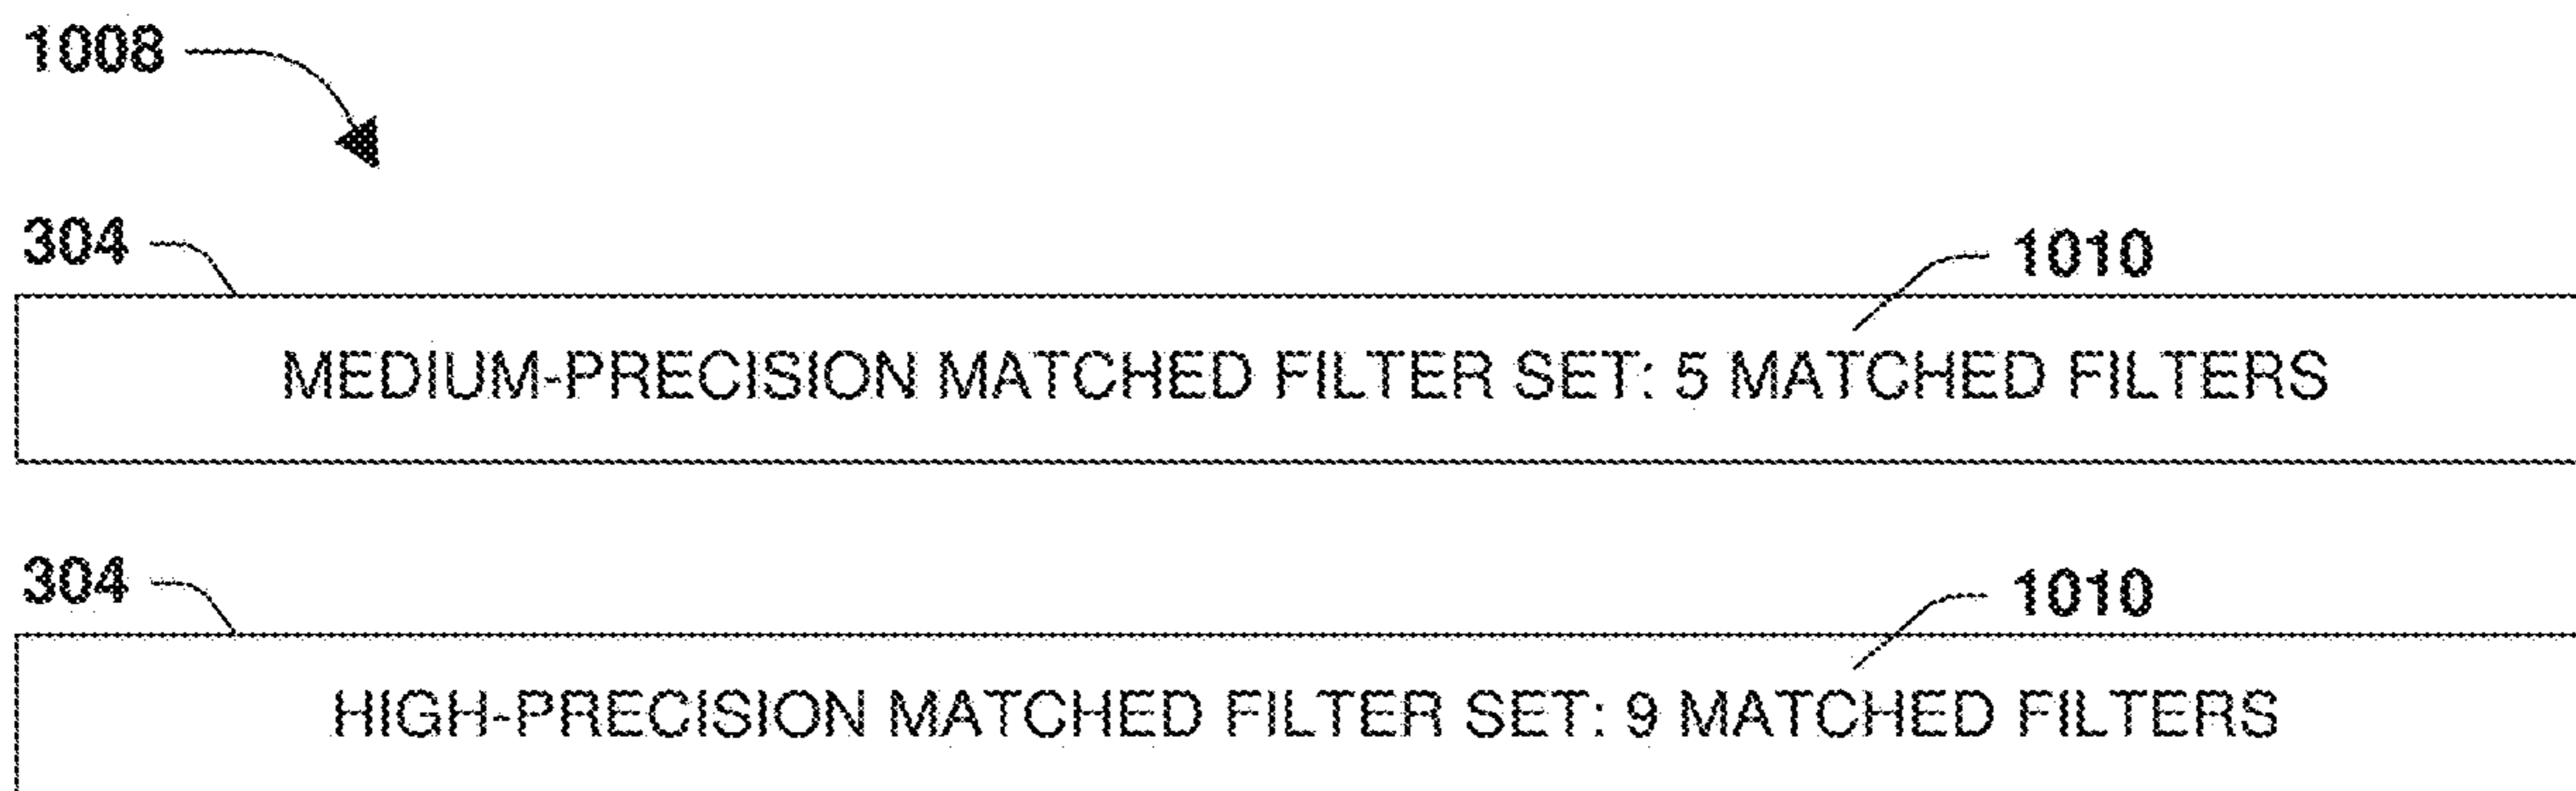 1008
304
1010
MEDIUM-PRECISION MATCHED FILTER SET: 5 MATCHED FILTERS
304
1010
HIGH-PRECISION MATCHED FILTER SET: 9 MATCHED FILTERS